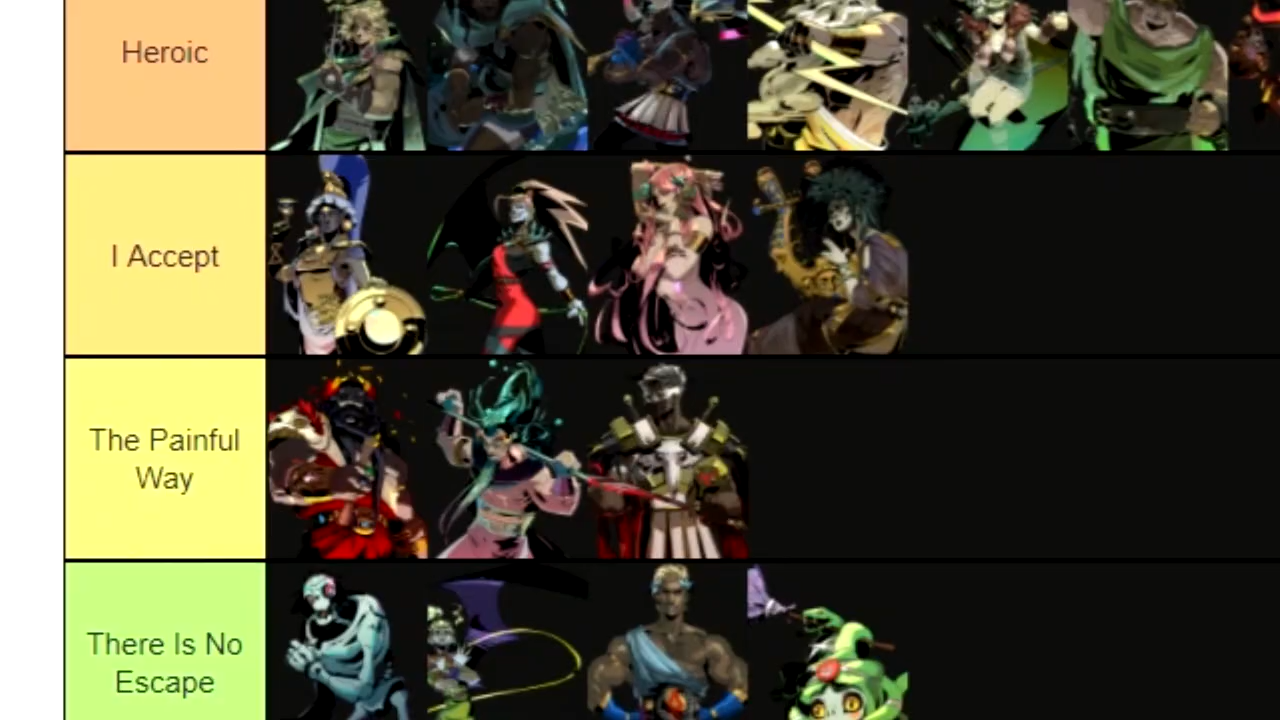 Heroic
I Accept
The Painful
Way
There Is No
Escape